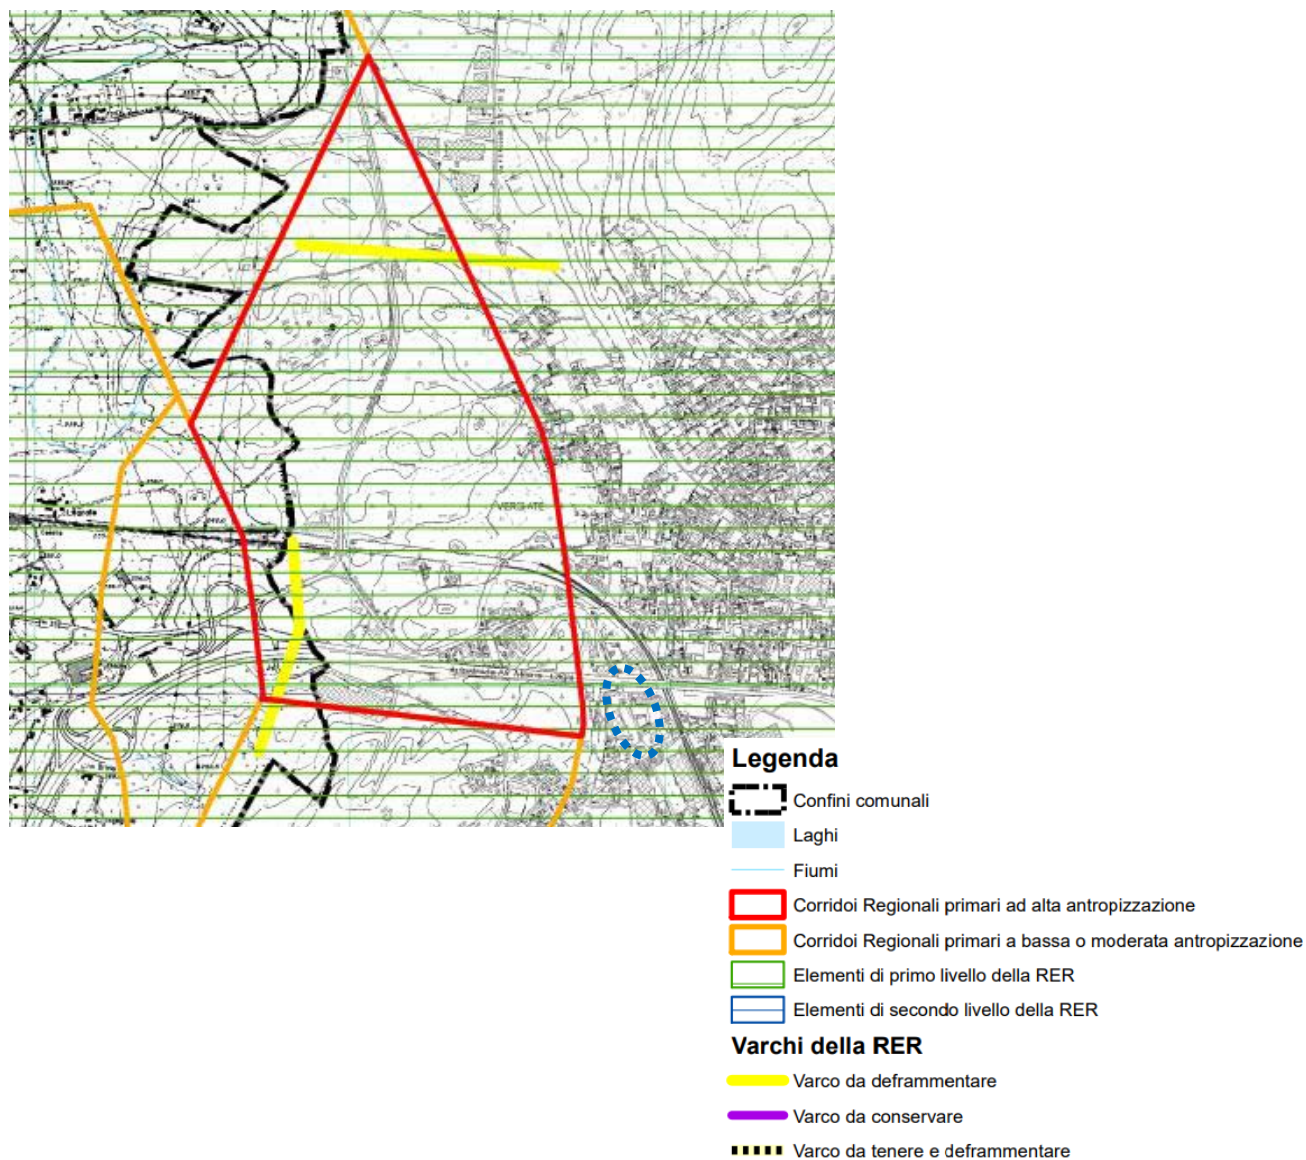 VERGIATE
Legenda
Confini comunali
Laghi
Fiumi
Corridoi Regionali primari ad alta antropizzazione
Corridoi Regionali primari a bassa o moderata antropizzazione
Elementi di primo livello della RER
Elementi di secondo livello della RER
Varchi della RER
Varco da deframmentare
Varco da conservare
Varco da tenere e deframmentare